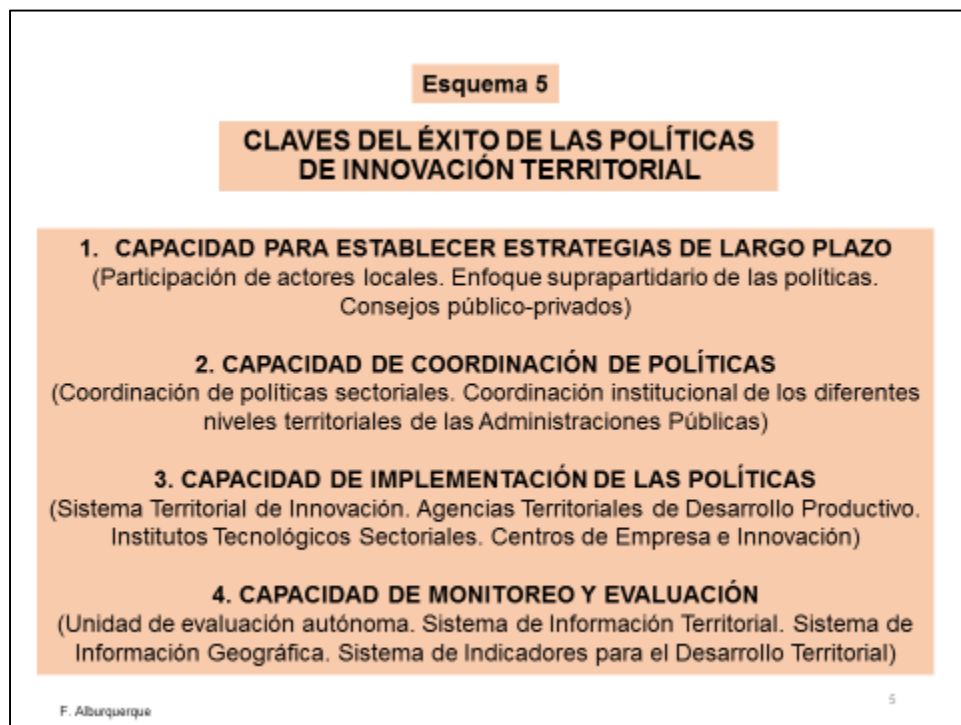 Esquema 5
CLAVES DEL ÉXITO DE LAS POLÍTICAS
DE INNOVACIÓN TERRITORIAL
1. CAPACIDAD PARA ESTABLECER ESTRATEGIAS DE LARGO PLAZO
(Participación de actores locales. Enfoque suprapartidario de las políticas.
Consejos público-privados)
2. CAPACIDAD DE COORDINACIÓN DE POLÍTICAS
(Coordinación de políticas sectoriales. Coordinación institucional de los diferentes
niveles territoriales de las Administraciones Públicas)
3. CAPACIDAD DE IMPLEMENTACIÓN DE LAS POLÍTICAS
(Sistema Territorial de Innovación. Agencias Territoriales de Desarrollo Productivo.
Institutos Tecnológicos Sectoriales. Centros de Empresa e Innovación)
4. CAPACIDAD DE MONITOREO Y EVALUACIÓN
(Unidad de evaluación autónoma. Sistema de Información Territorial. Sistema de
Información Geográfica. Sistema de Indicadores para el Desarrollo Territorial)
F. Alburquerque
5